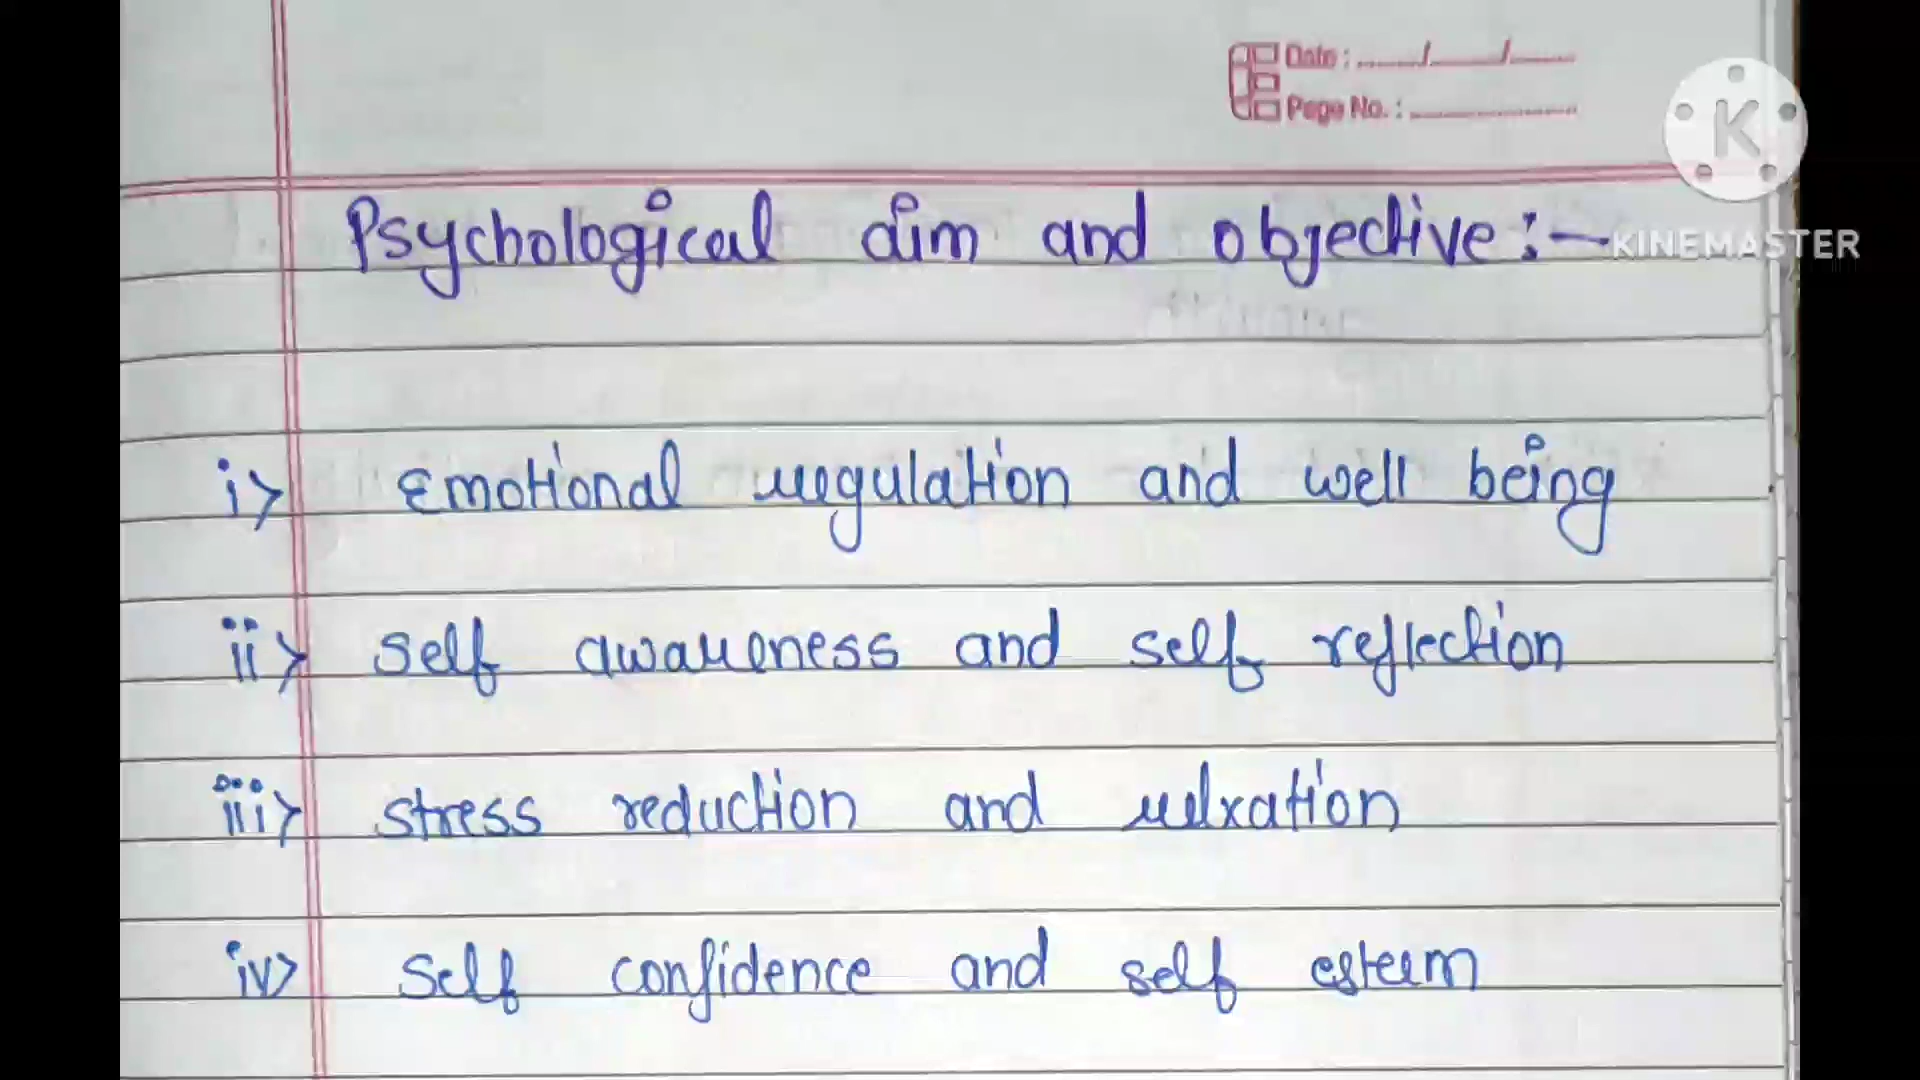 Date : ....../......./.......
Page No. : ..................
K
KINEMASTER
Psychological aim and objective :-
i> Emotional regulation and well being
ii> self awareness and self reflection
iii> stress reduction and relxation
iv> self confidence and self esteem